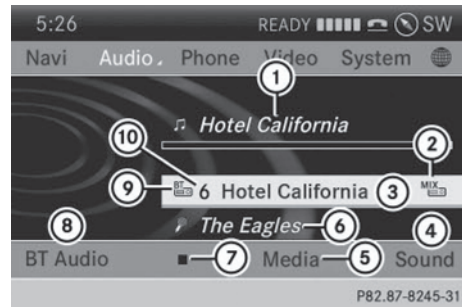 5:26 READY SW
Navi Audio Phone Video System
1
Hotel California
10 2
9 BT 6 Hotel California 3 MIX
8 The Eagles 6 4
BT Audio 7 Media 5 Sound
P82.87-8245-31